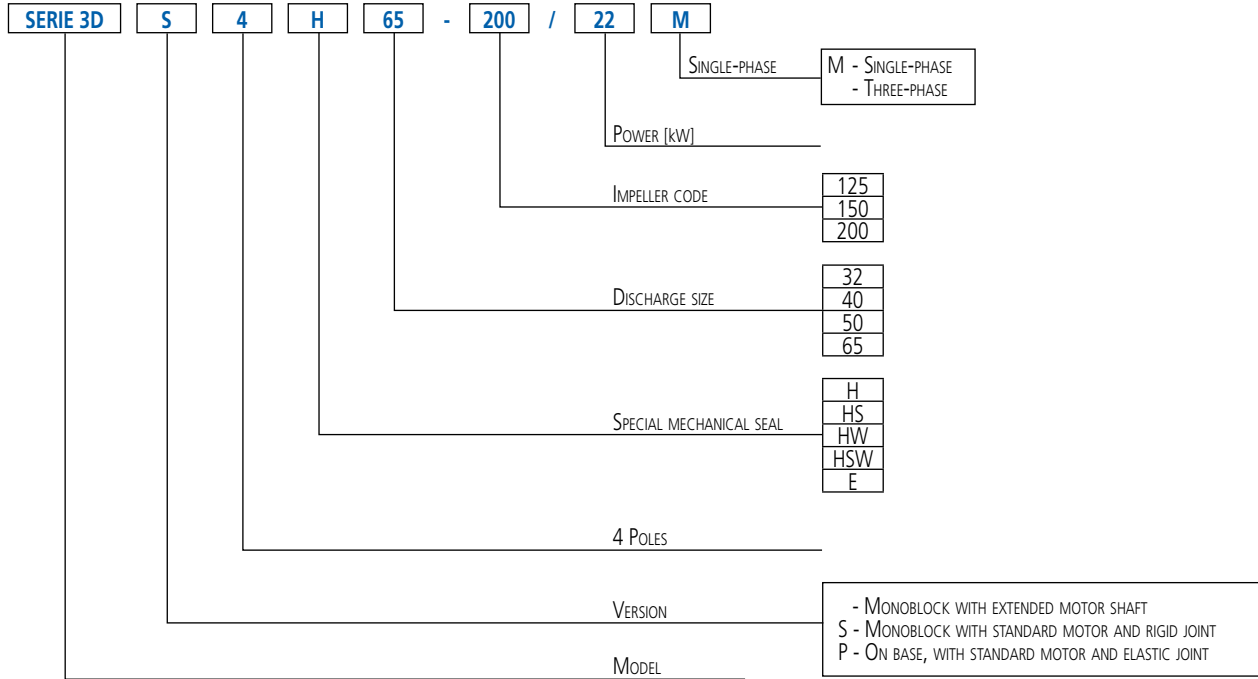 SERIE 3D S 4 H 65 - 200 / 22 M
SINGLE-PHASE
M - SINGLE-PHASE
- THREE-PHASE
POWER [kW]
IMPELLER CODE
125
150
200
DISCHARGE SIZE
32
40
50
65
SPECIAL MECHANICAL SEAL
H
HS
HW
HSW
E
4 POLES
VERSION
- MONOBLOCK WITH EXTENDED MOTOR SHAFT
S - MONOBLOCK WITH STANDARD MOTOR AND RIGID JOINT
P - ON BASE, WITH STANDARD MOTOR AND ELASTIC JOINT
MODEL